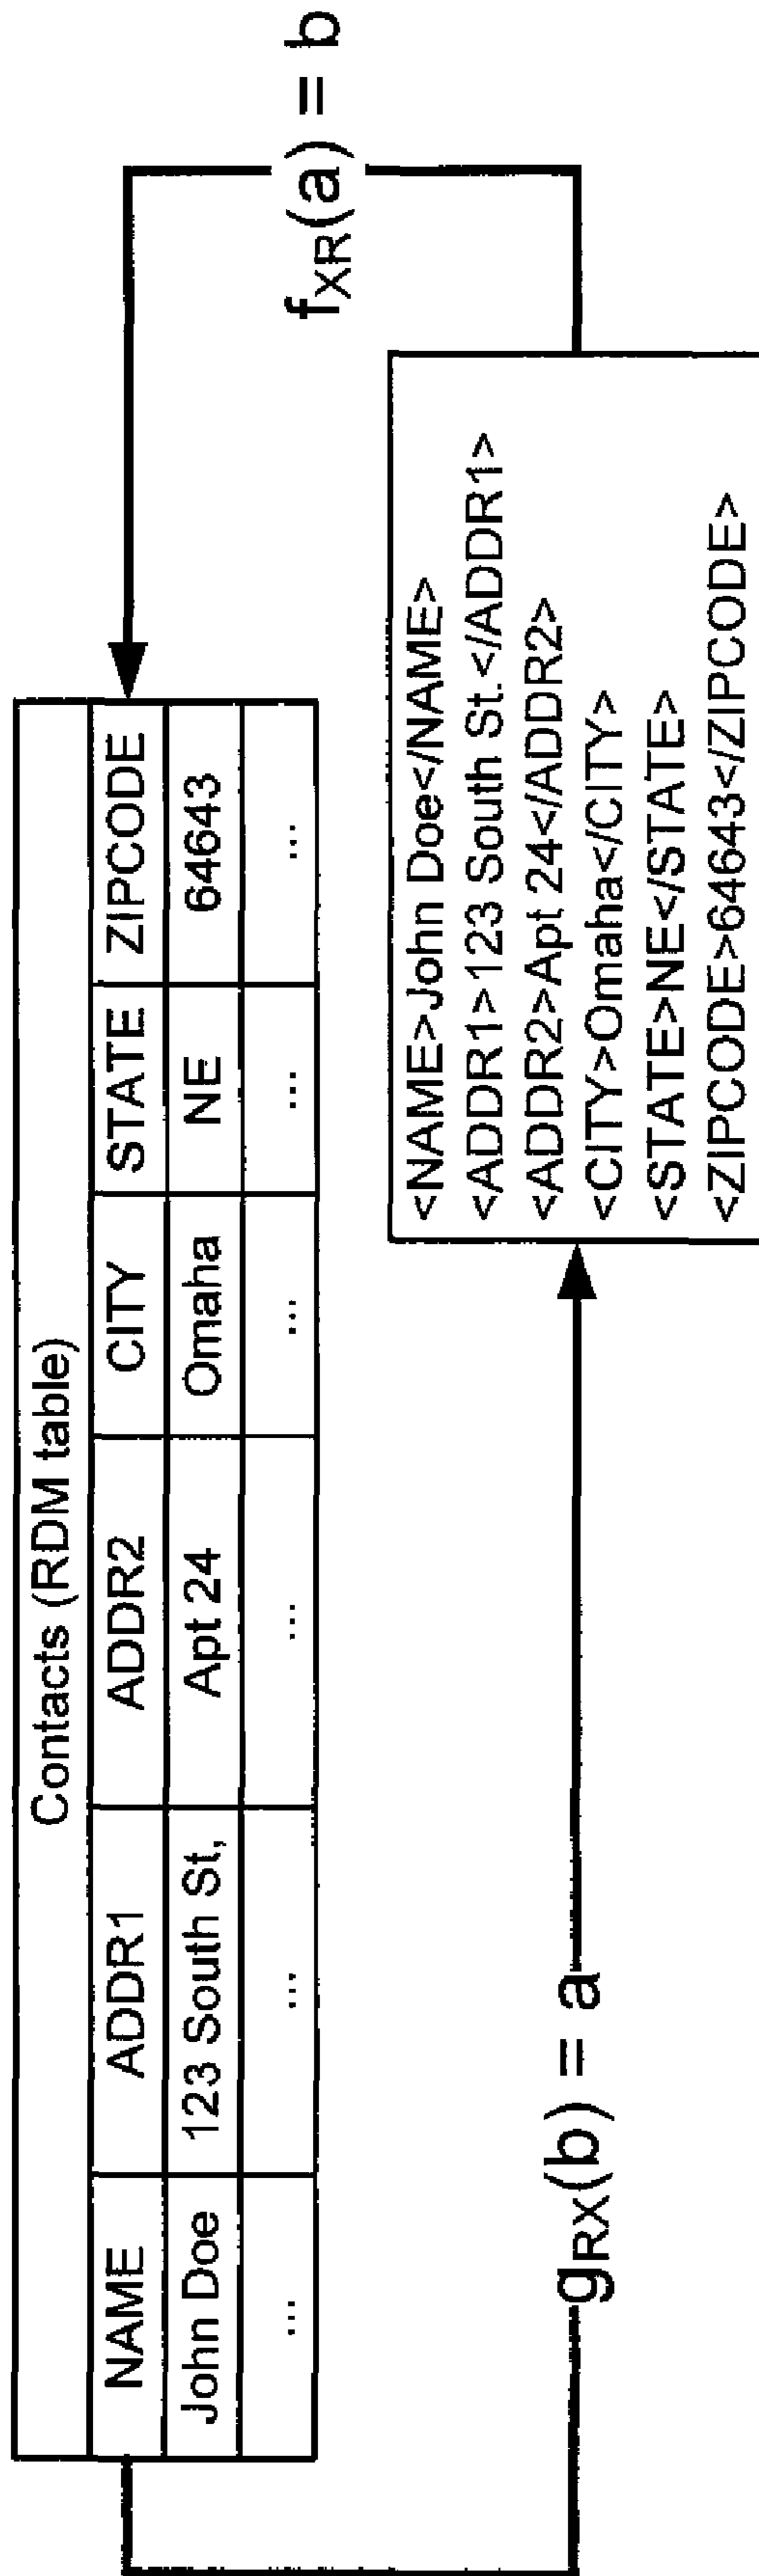 Contacts (RDM table)
NAME ADDR1 ADDR2 CITY STATE ZIPCODE
John Doe 123 South St, Apt 24 Omaha NE 64643
... ... ... ... ... ...
f_XR(a) = b
g_RX(b) = a
<NAME>John Doe</NAME>
<ADDR1>123 South St.</ADDR1>
<ADDR2>Apt 24</ADDR2>
<CITY>Omaha</CITY>
<STATE>NE</STATE>
<ZIPCODE>64643</ZIPCODE>